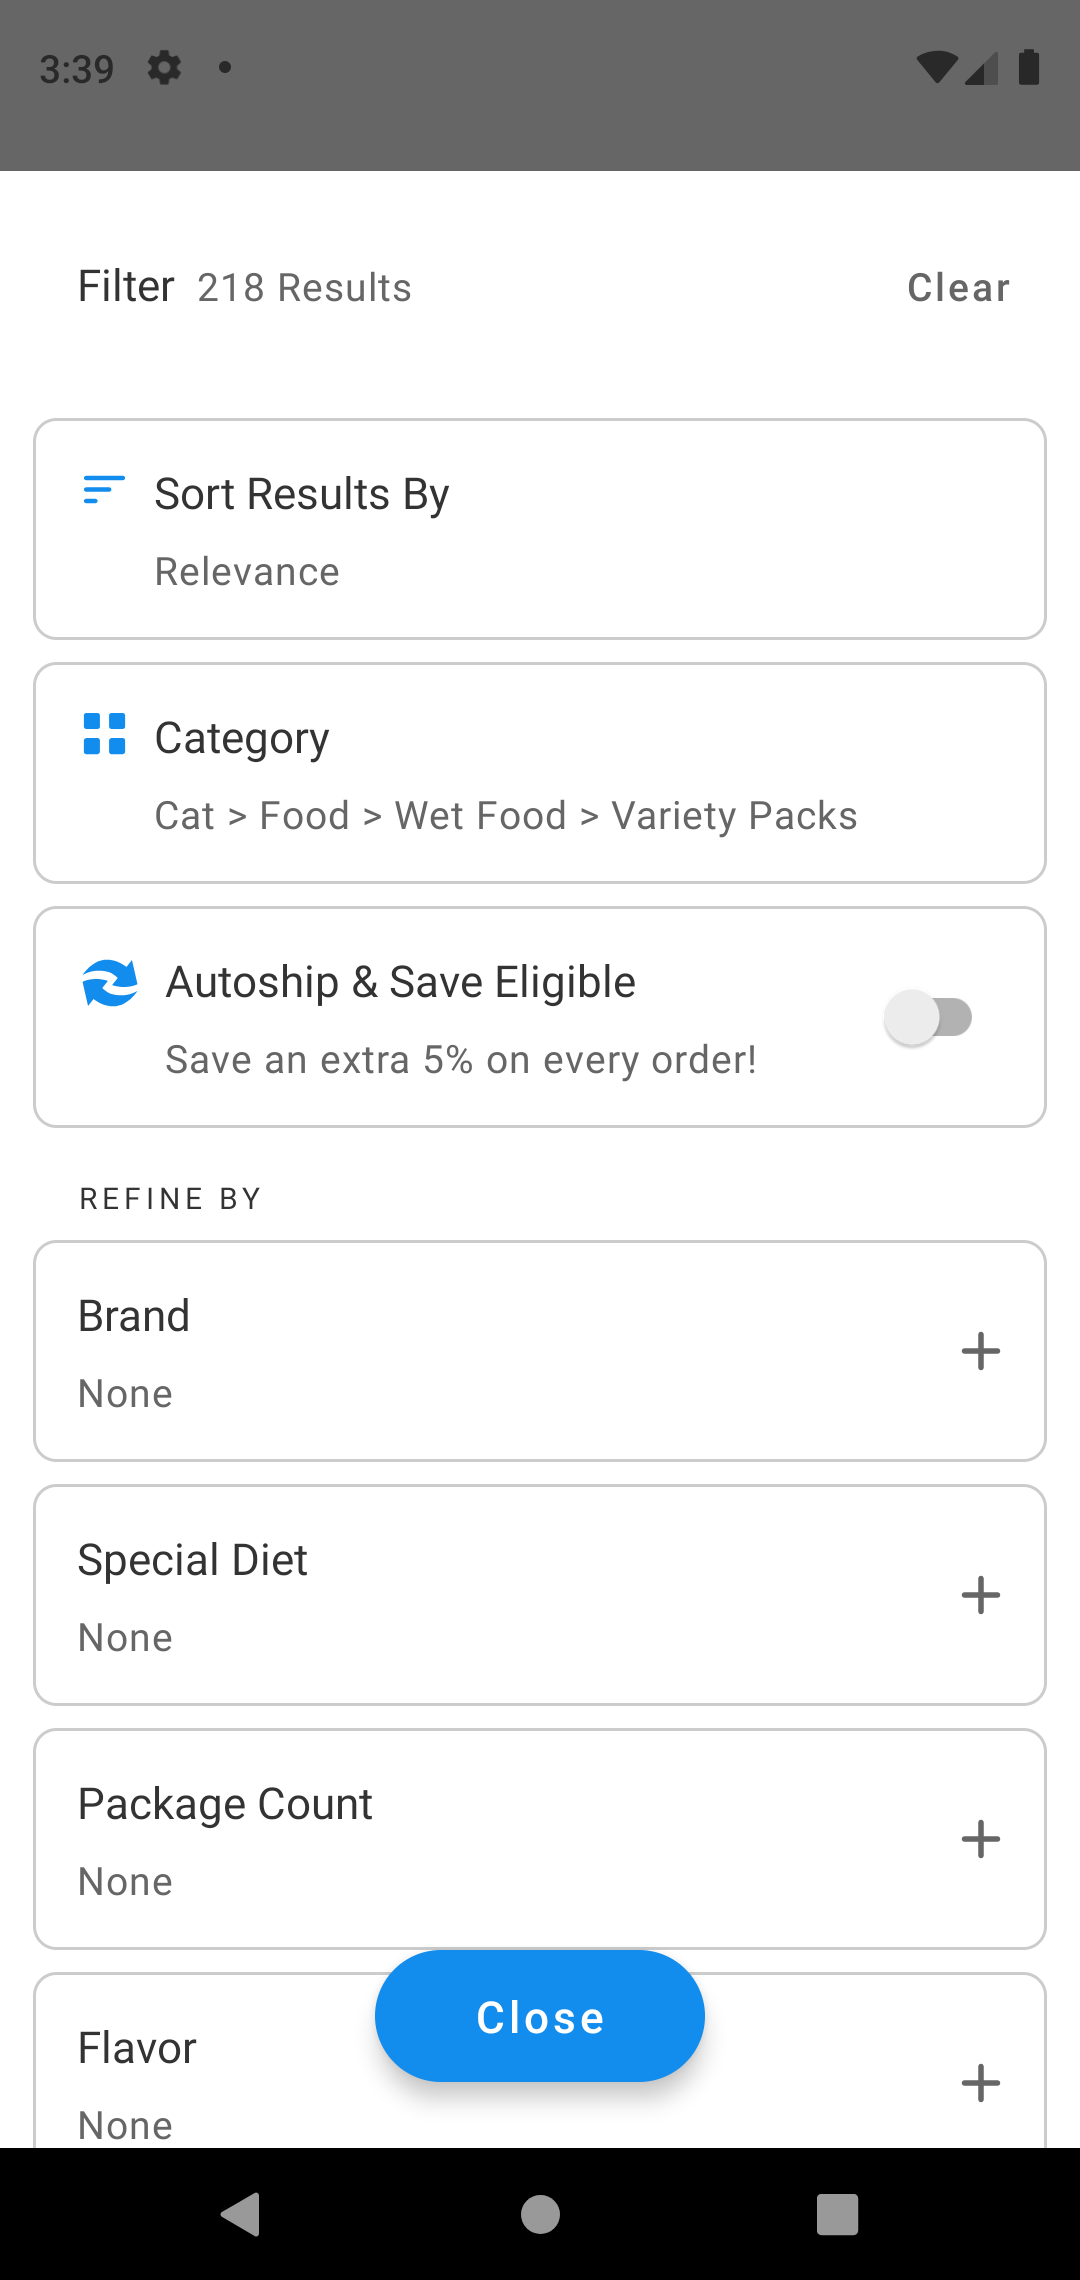 3:39
Filter 218 Results
Clear
Sort Results By
Relevance
Category
Cat > Food > Wet Food > Variety Packs
Autoship & Save Eligible
Save an extra 5% on every order!
REFINE BY
Brand
None
Special Diet
None
Package Count
None
Close
Flavor
None